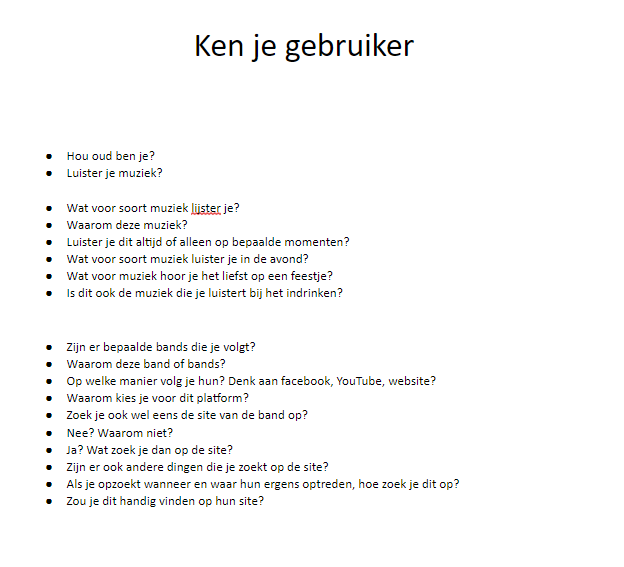 Ken je gebruiker
● Hou oud ben je?
● Luister je muziek?
● Wat voor soort muziek lijster je?
● Waarom deze muziek?
● Luister je dit altijd of alleen op bepaalde momenten?
● Wat voor soort muziek luister je in de avond?
● Wat voor muziek hoor je het liefst op een feestje?
● Is dit ook de muziek die je luistert bij het indrinken?
● Zijn er bepaalde bands die je volgt?
● Waarom deze band of bands?
● Op welke manier volg je hun? Denk aan facebook, YouTube, website?
● Waarom kies je voor dit platform?
● Zoek je ook wel eens de site van de band op?
● Nee? Waarom niet?
● Ja? Wat zoek je dan op de site?
● Zijn er ook andere dingen die je zoekt op de site?
● Als je opzoekt wanneer en waar hun ergens optreden, hoe zoek je dit op?
● Zou je dit handig vinden op hun site?